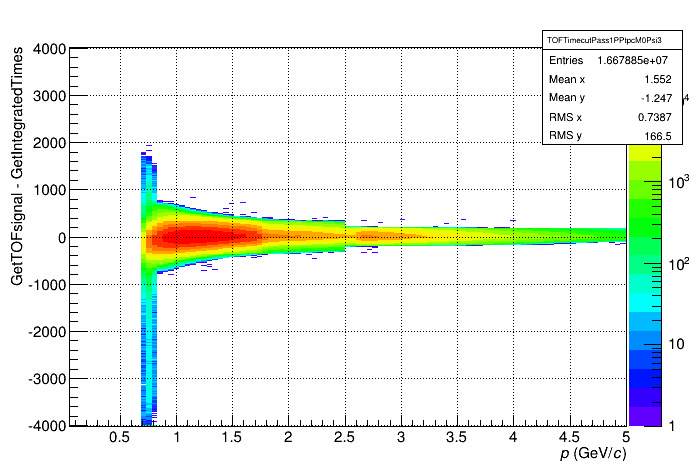 TOFTimecutPass1PPtpcM0Psi3
Entries 1.667885e+07
Mean x 1.552
Mean y -1.247
RMS x 0.7387
RMS y 166.5
GetTOFsignal - GetIntegratedTimes
4000
3000
2000
1000
0
-1000
-2000
-3000
-4000
0.5 1 1.5 2 2.5 3 3.5 4 4.5 5
p (GeV/c)
4
10³
10²
10
1